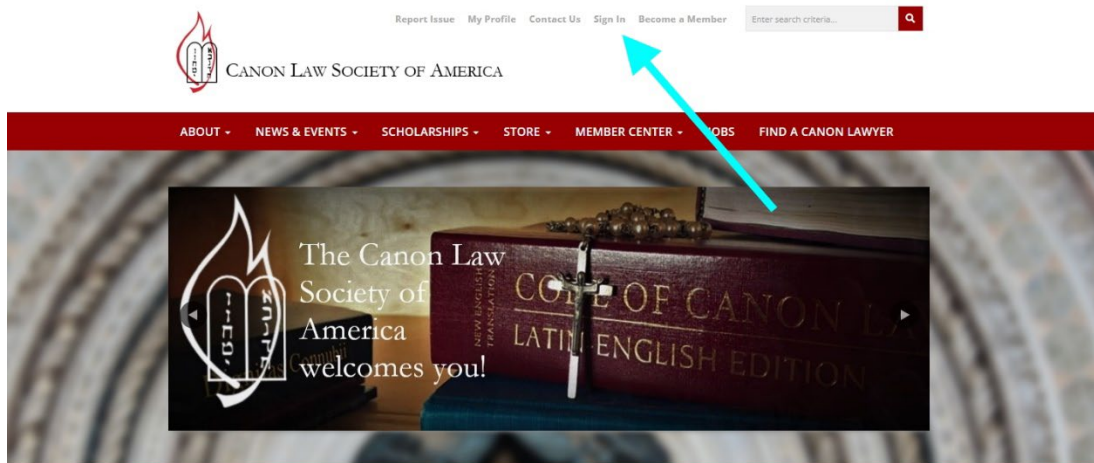 Report Issue My Profile Contact Us Sign In Become a Member Enter search criteria...
CANON LAW SOCIETY OF AMERICA
ABOUT NEWS & EVENTS SCHOLARSHIPS STORE MEMBER CENTER JOBS FIND A CANON LAWYER
The Canon Law
Society of
America
welcomes you!
NEW ENGLISH
TRANSLATION
CODE OF CANON LA
LATIN-ENGLISH EDITION
Connubii